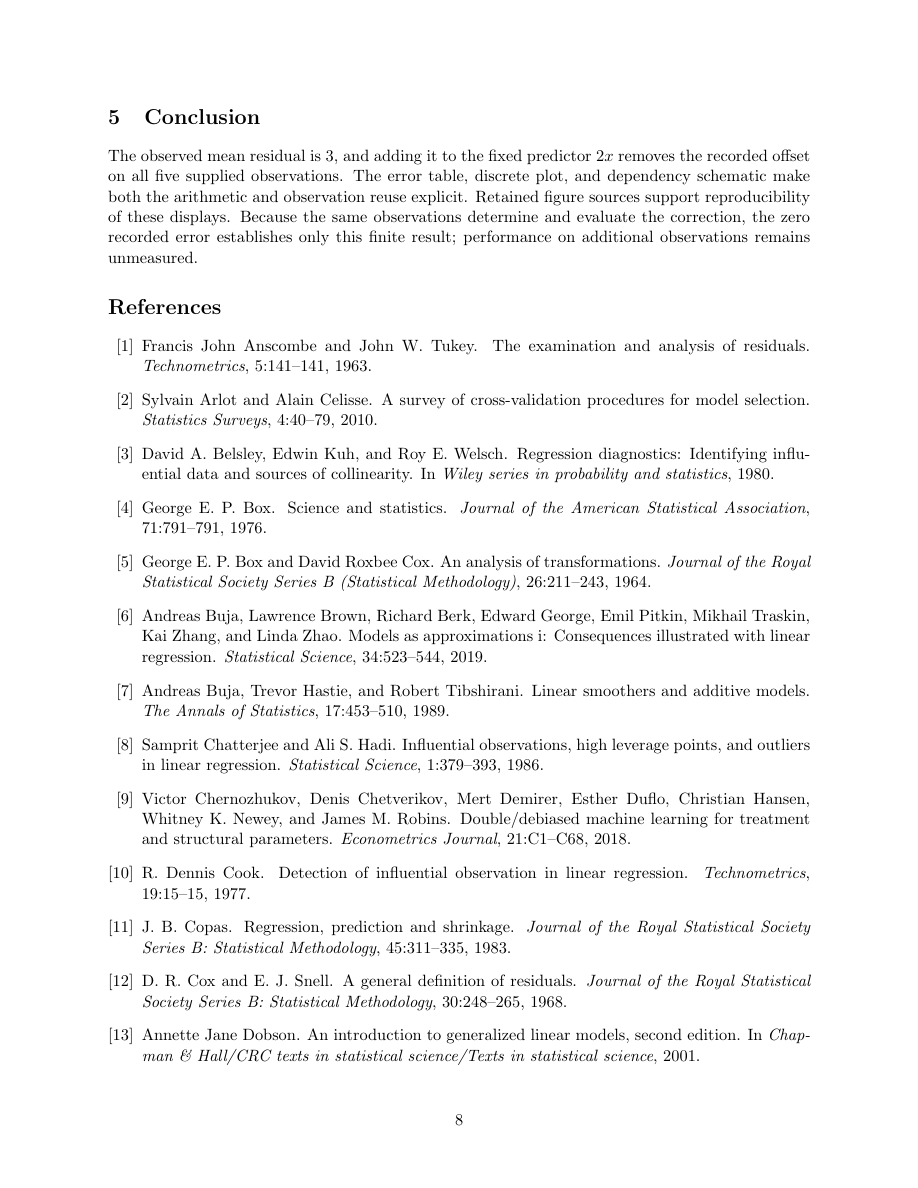 5 Conclusion
The observed mean residual is 3, and adding it to the fixed predictor 2x removes the recorded offset
on all five supplied observations. The error table, discrete plot, and dependency schematic make
both the arithmetic and observation reuse explicit. Retained figure sources support reproducibility
of these displays. Because the same observations determine and evaluate the correction, the zero
recorded error establishes only this finite result; performance on additional observations remains
unmeasured.
References
[1] Francis John Anscombe and John W. Tukey. The examination and analysis of residuals.
Technometrics, 5:141–141, 1963.
[2] Sylvain Arlot and Alain Celisse. A survey of cross-validation procedures for model selection.
Statistics Surveys, 4:40–79, 2010.
[3] David A. Belsley, Edwin Kuh, and Roy E. Welsch. Regression diagnostics: Identifying influ-
ential data and sources of collinearity. In Wiley series in probability and statistics, 1980.
[4] George E. P. Box. Science and statistics. Journal of the American Statistical Association,
71:791–791, 1976.
[5] George E. P. Box and David Roxbee Cox. An analysis of transformations. Journal of the Royal
Statistical Society Series B (Statistical Methodology), 26:211–243, 1964.
[6] Andreas Buja, Lawrence Brown, Richard Berk, Edward George, Emil Pitkin, Mikhail Traskin,
Kai Zhang, and Linda Zhao. Models as approximations i: Consequences illustrated with linear
regression. Statistical Science, 34:523–544, 2019.
[7] Andreas Buja, Trevor Hastie, and Robert Tibshirani. Linear smoothers and additive models.
The Annals of Statistics, 17:453–510, 1989.
[8] Samprit Chatterjee and Ali S. Hadi. Influential observations, high leverage points, and outliers
in linear regression. Statistical Science, 1:379–393, 1986.
[9] Victor Chernozhukov, Denis Chetverikov, Mert Demirer, Esther Duflo, Christian Hansen,
Whitney K. Newey, and James M. Robins. Double/debiased machine learning for treatment
and structural parameters. Econometrics Journal, 21:C1–C68, 2018.
[10] R. Dennis Cook. Detection of influential observation in linear regression. Technometrics,
19:15–15, 1977.
[11] J. B. Copas. Regression, prediction and shrinkage. Journal of the Royal Statistical Society
Series B: Statistical Methodology, 45:311–335, 1983.
[12] D. R. Cox and E. J. Snell. A general definition of residuals. Journal of the Royal Statistical
Society Series B: Statistical Methodology, 30:248–265, 1968.
[13] Annette Jane Dobson. An introduction to generalized linear models, second edition. In Chap-
man & Hall/CRC texts in statistical science/Texts in statistical science, 2001.
8